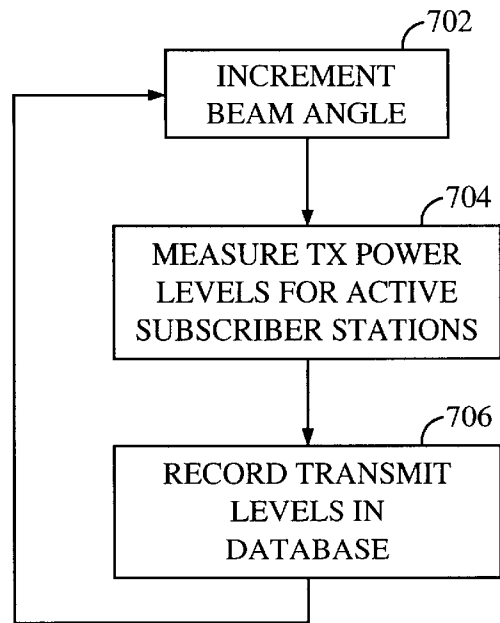 702
INCREMENT
BEAM ANGLE
704
MEASURE TX POWER
LEVELS FOR ACTIVE
SUBSCRIBER STATIONS
706
RECORD TRANSMIT
LEVELS IN
DATABASE